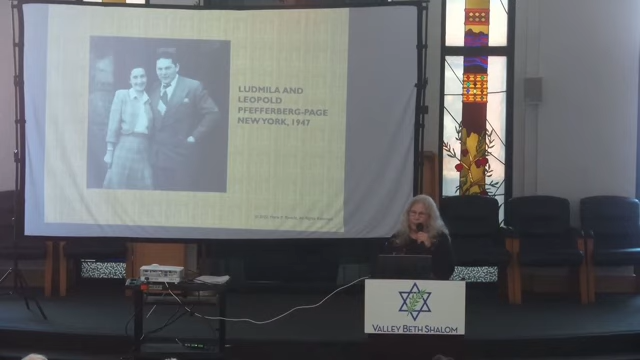 LUDMILA AND
LEOPOLD
PFEFFERBERG-PAGE
NEW YORK, 1947
VALLEY BETH SHALOM